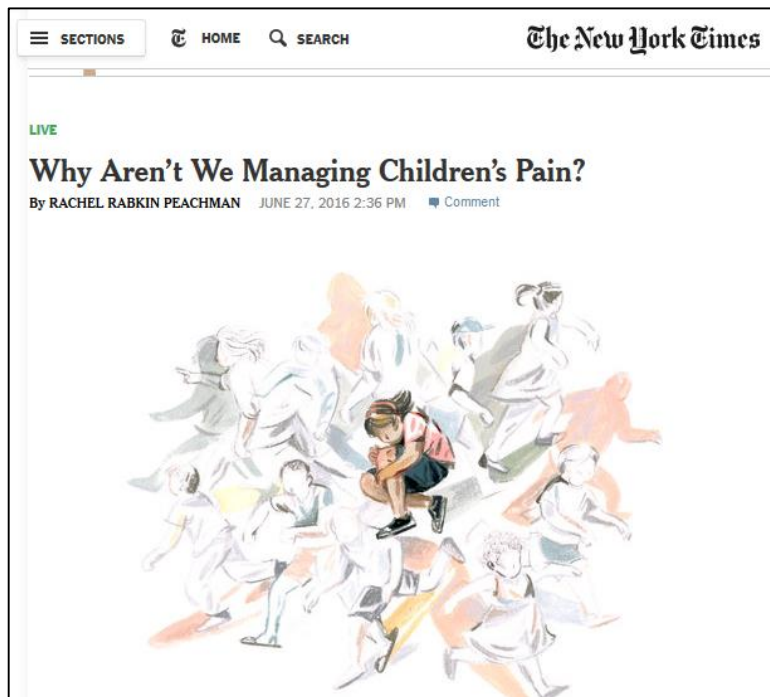 SECTIONS HOME SEARCH The New York Times
LIVE
Why Aren't We Managing Children's Pain?
By RACHEL RABKIN PEACHMAN JUNE 27, 2016 2:36 PM Comment